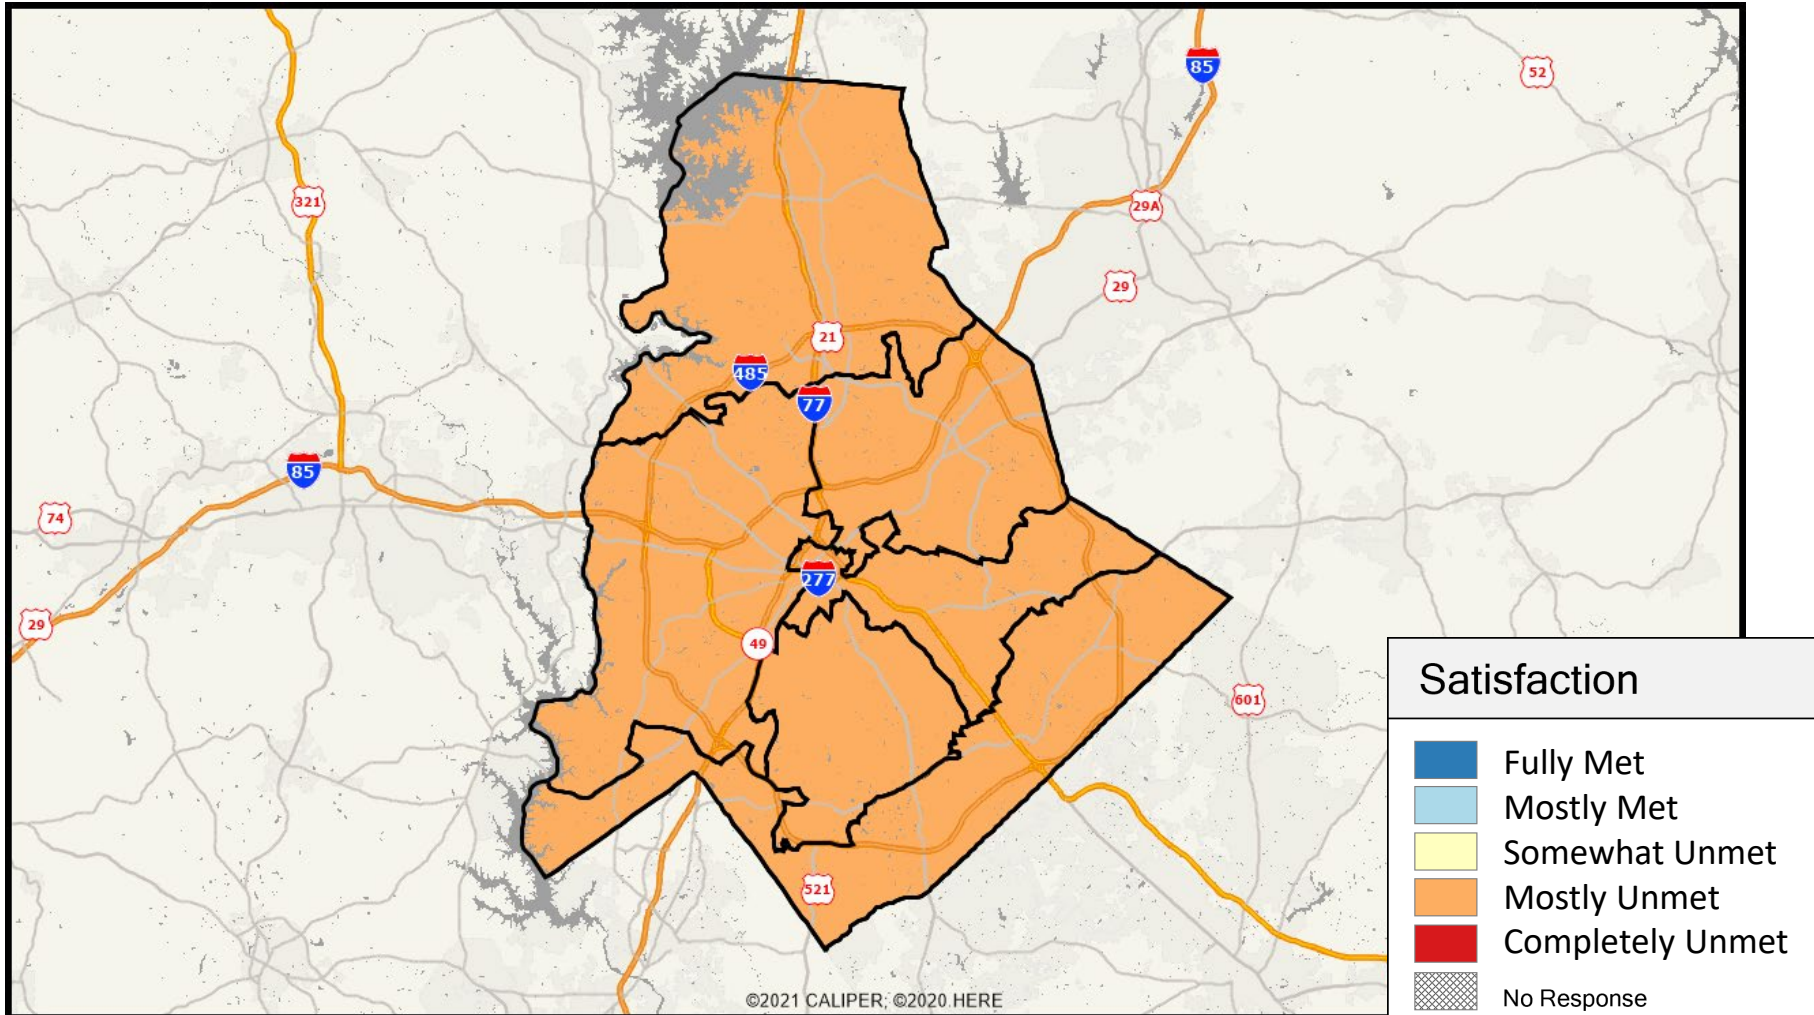 85
52
321
29A
29
21
485
77
85
74
277
29
49
601
521
Satisfaction
Fully Met
Mostly Met
Somewhat Unmet
Mostly Unmet
Completely Unmet
No Response
©2021 CALIPER; ©2020 HERE